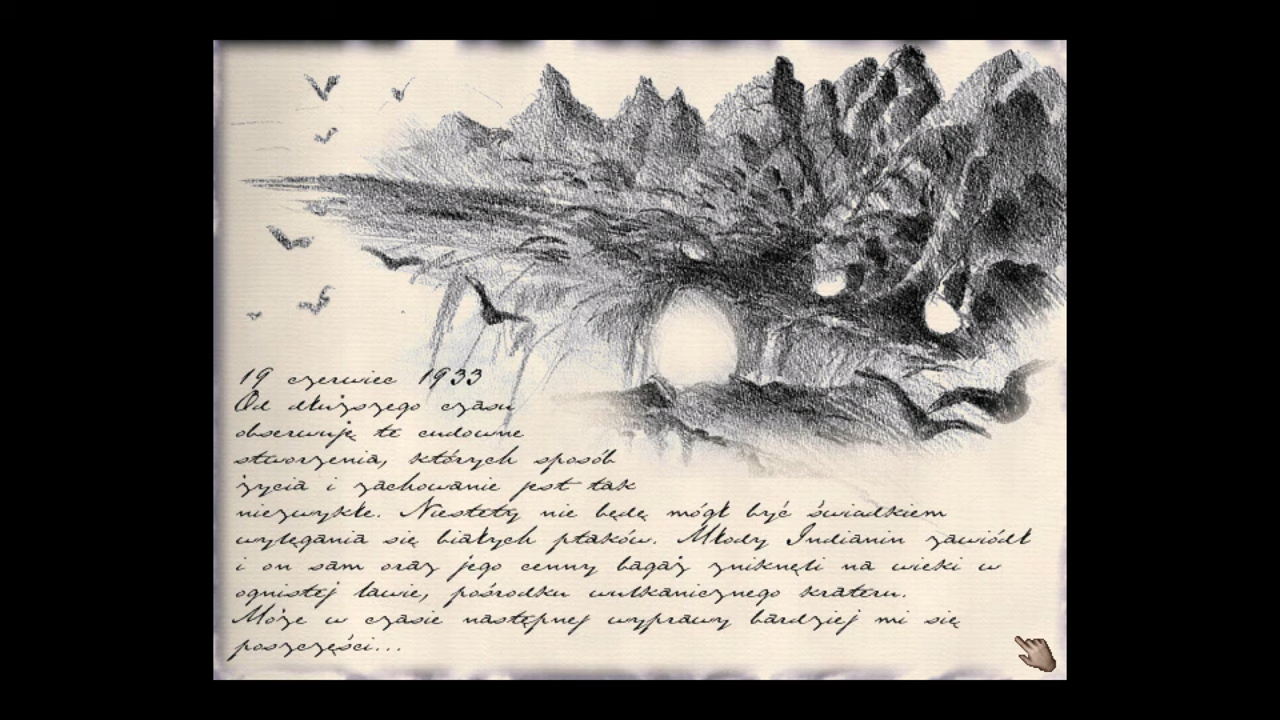 19 czerwiec 1933
Od dłuższego czasu
obserwuję te cudowne
stworzenia, których sposób
życia i zachowanie jest tak
niezwykłe. Niestety nie będę mógł być świadkiem
wylęgania się białych ptaków. Młody Indianin zawiódł
i on sam oraz jego cenny bagaż zniknęli na wieki w
ognistej lawie, pośrodku wulkanicznego krateru.
Może w czasie następnej wyprawy bardziej mi się
poszczęści...